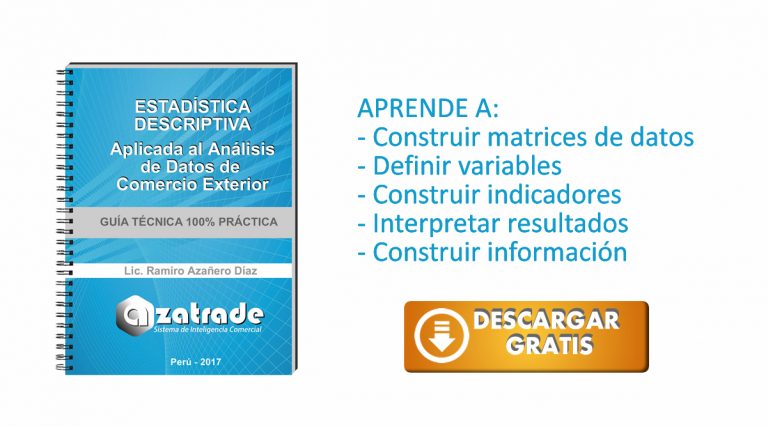 ESTADÍSTICA
DESCRIPTIVA
Aplicada al Análisis
de Datos de
Comercio Exterior
GUÍA TÉCNICA 100% PRÁCTICA
Lic. Ramiro Azañero Díaz
azatrade
Sistema de Inteligencia Comercial
Perú - 2017
APRENDE A:
- Construir matrices de datos
- Definir variables
- Construir indicadores
- Interpretar resultados
- Construir información
DESCARGAR
GRATIS